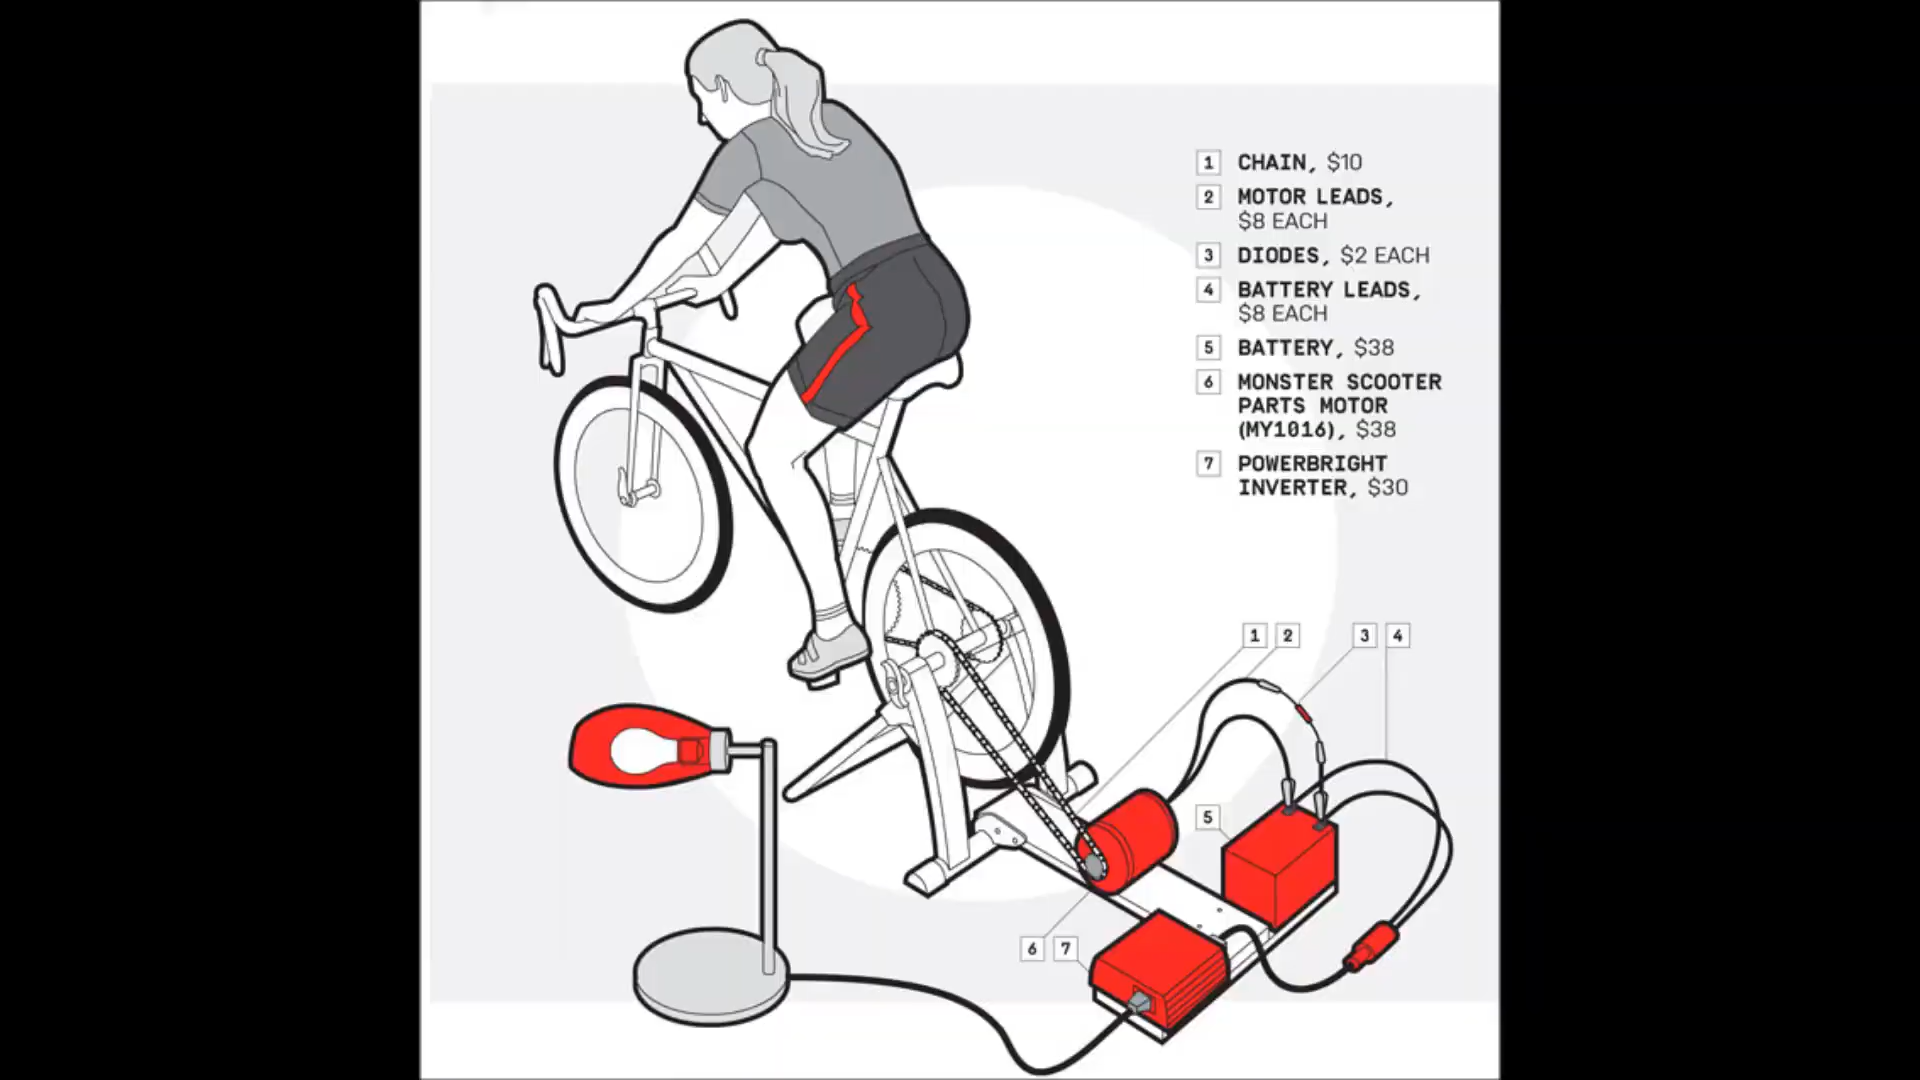 1 CHAIN, $10
2 MOTOR LEADS,
$8 EACH
3 DIODES, $2 EACH
4 BATTERY LEADS,
$8 EACH
5 BATTERY, $38
6 MONSTER SCOOTER
PARTS MOTOR
(MY1016), $38
7 POWERBRIGHT
INVERTER, $30
1 2 3 4
5
6 7